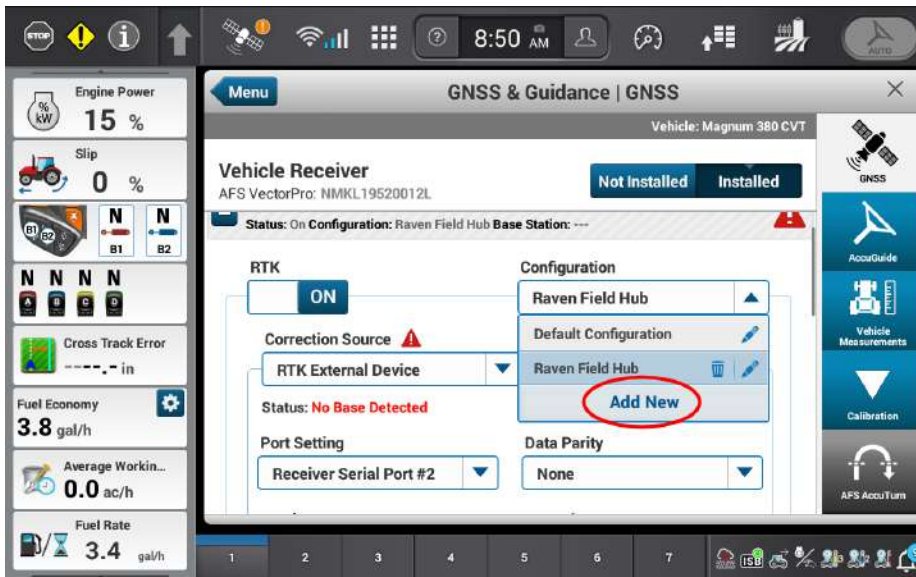 STOP
8:50 AM
AUTO
Engine Power
% kW
15 %
Slip
0 %
B1 B2
N N
B1 B2
N N N N
A B C D
Cross Track Error
----.- in
Fuel Economy
3.8 gal/h
Average Workin...
0.0 ac/h
Fuel Rate
3.4 gal/h
Menu
GNSS & Guidance | GNSS
Vehicle: Magnum 380 CVT
Vehicle Receiver
AFS VectorPro: NMKL19520012L
Not Installed
Installed
Status: On Configuration: Raven Field Hub Base Station: ---
RTK
ON
Configuration
Raven Field Hub
Default Configuration
Raven Field Hub
Add New
Correction Source
RTK External Device
Status: No Base Detected
Port Setting
Receiver Serial Port #2
Data Parity
None
GNSS
AccuGuide
Vehicle Measurements
Calibration
AFS AccuTurn
1 2 3 4 5 6 7
ISB